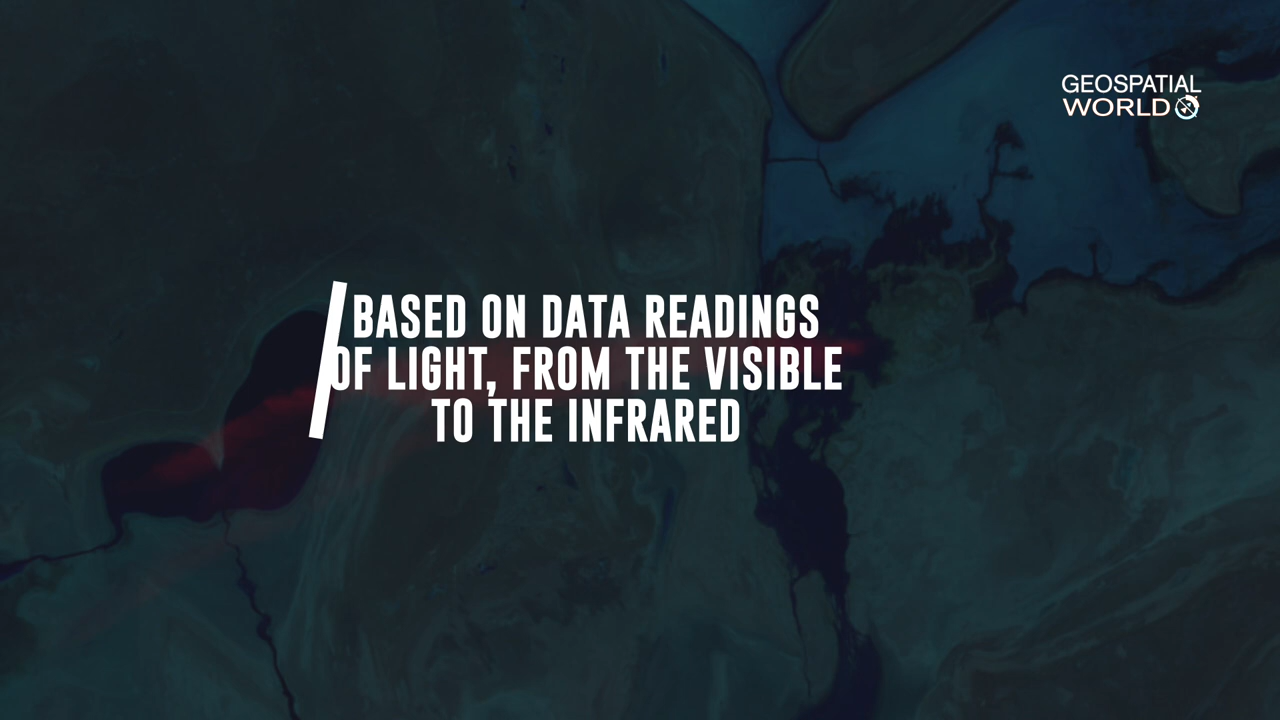 GEOSPATIAL
WORLD
BASED ON DATA READINGS
OF LIGHT, FROM THE VISIBLE
TO THE INFRARED